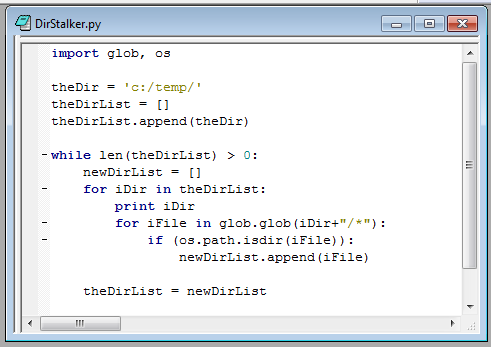 DirStalker.py
import glob, os
theDir = 'c:/temp/'
theDirList = []
theDirList.append(theDir)
while len(theDirList) > 0:
    newDirList = []
    for iDir in theDirList:
        print iDir
        for iFile in glob.glob(iDir+"/*"):
            if (os.path.isdir(iFile)):
                newDirList.append(iFile)
    theDirList = newDirList